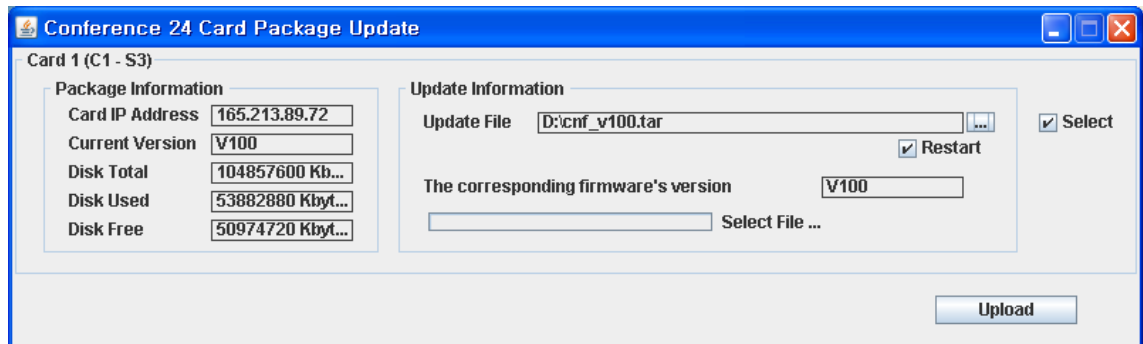 Conference 24 Card Package Update
Card 1 (C1 - S3)
Package Information
Card IP Address 165.213.89.72
Current Version V100
Disk Total 104857600 Kb...
Disk Used 53882880 Kbyt...
Disk Free 50974720 Kbyt...
Update Information
Update File D:\cnf_v100.tar ...
Restart
The corresponding firmware's version V100
Select File ...
Select
Upload